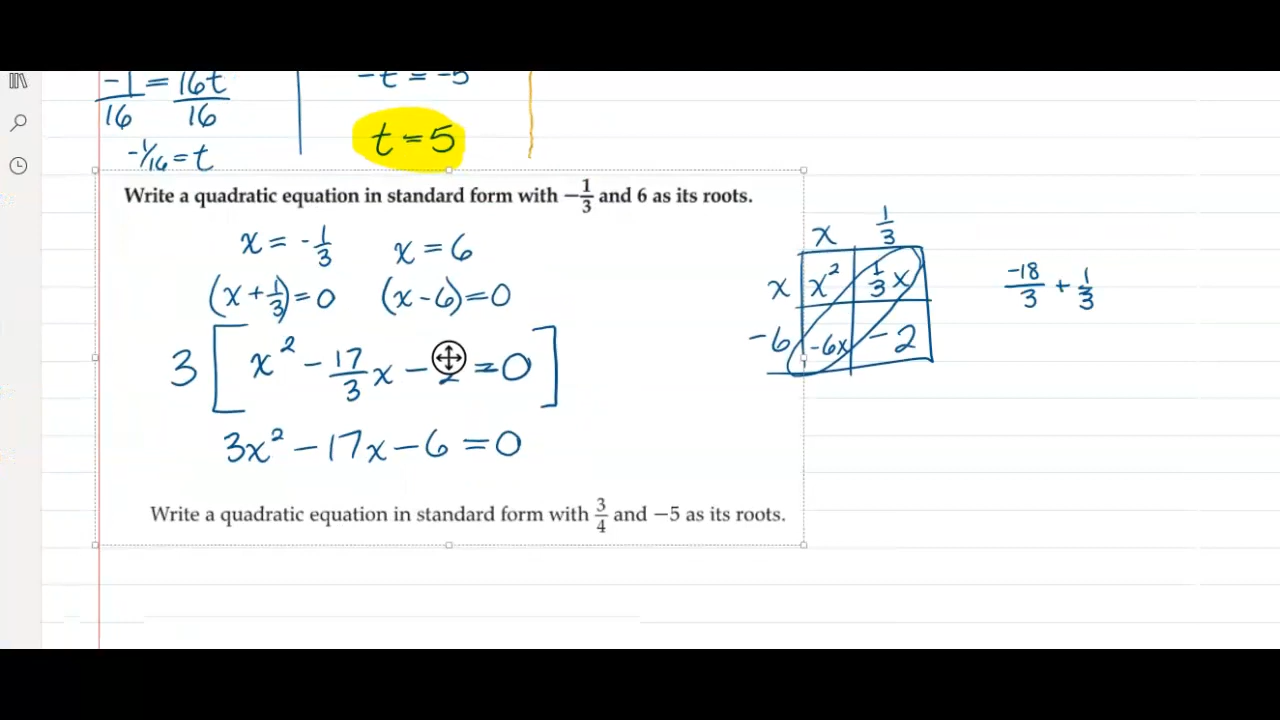 -1 = 16t
16 16
-1/16 = t
-t = -5
t = 5
Write a quadratic equation in standard form with −1/3 and 6 as its roots.
x = -1/3 x = 6
(x + 1/3) = 0 (x - 6) = 0
3 [ x² - 17/3 x - 2 = 0 ]
3x² - 17x - 6 = 0
x 1/3
x x² 1/3 x
-6 -6x -2
-18/3 + 1/3
Write a quadratic equation in standard form with 3/4 and −5 as its roots.